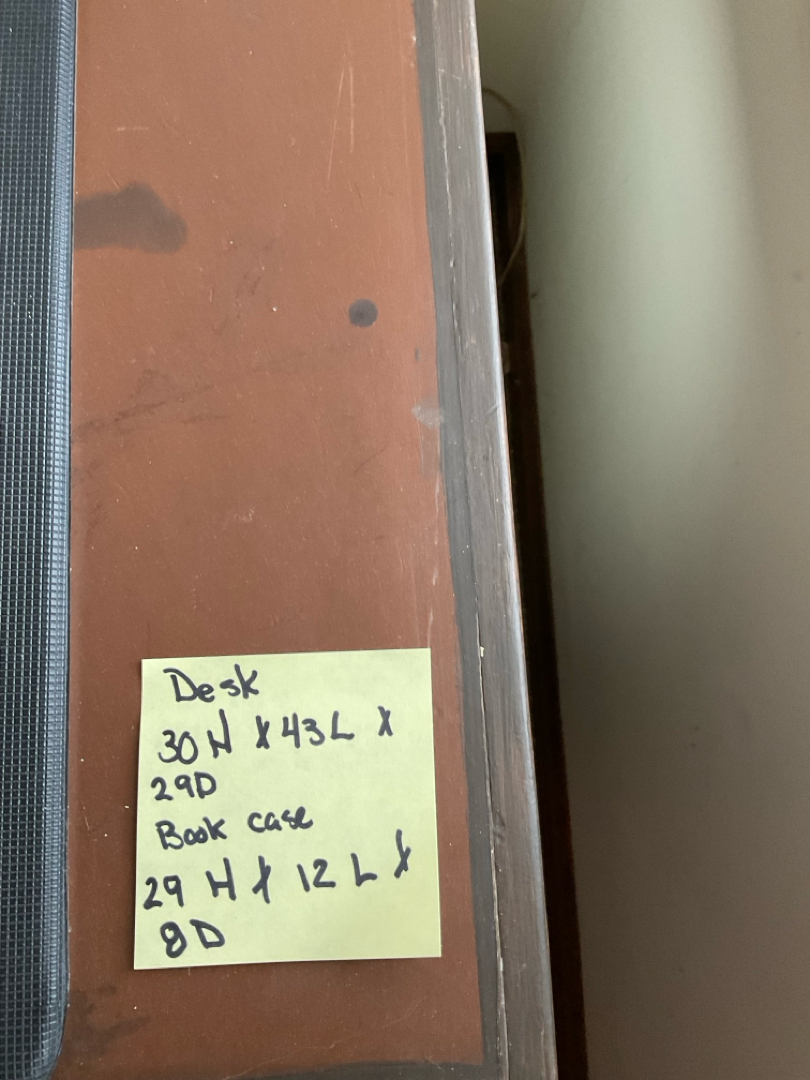 Desk
30 H X 43 L X
29D
Book case
29 H X 12 L X
8D